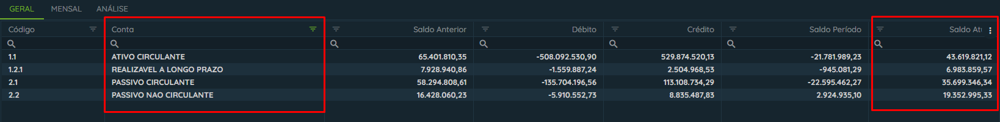 GERAL MENSAL ANÁLISE
Código Conta Saldo Anterior Débito Crédito Saldo Período Saldo Atu
1.1 ATIVO CIRCULANTE 65.401.810,35 -508.092.530,90 529.874.520,13 -21.781.989,23 43.619.821,12
1.2.1 REALIZAVEL A LONGO PRAZO 7.928.940,86 -1.559.887,24 2.504.968,53 -945.081,29 6.983.859,57
2.1 PASSIVO CIRCULANTE 58.294.808,61 -135.704.196,56 113.108.734,29 -22.595.462,27 35.699.346,34
2.2 PASSIVO NAO CIRCULANTE 16.428.060,23 -5.910.552,73 8.835.487,83 2.924.935,10 19.352.995,33